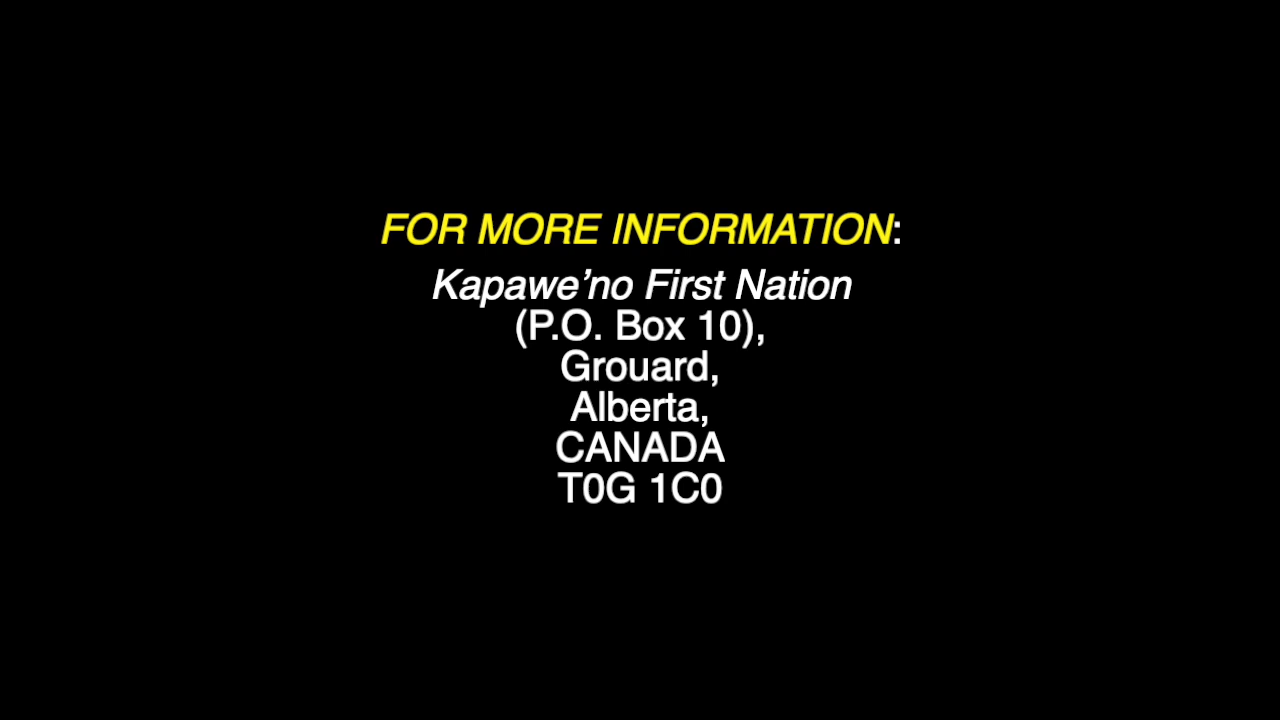 FOR MORE INFORMATION:
Kapawe’no First Nation
(P.O. Box 10),
Grouard,
Alberta,
CANADA
T0G 1C0